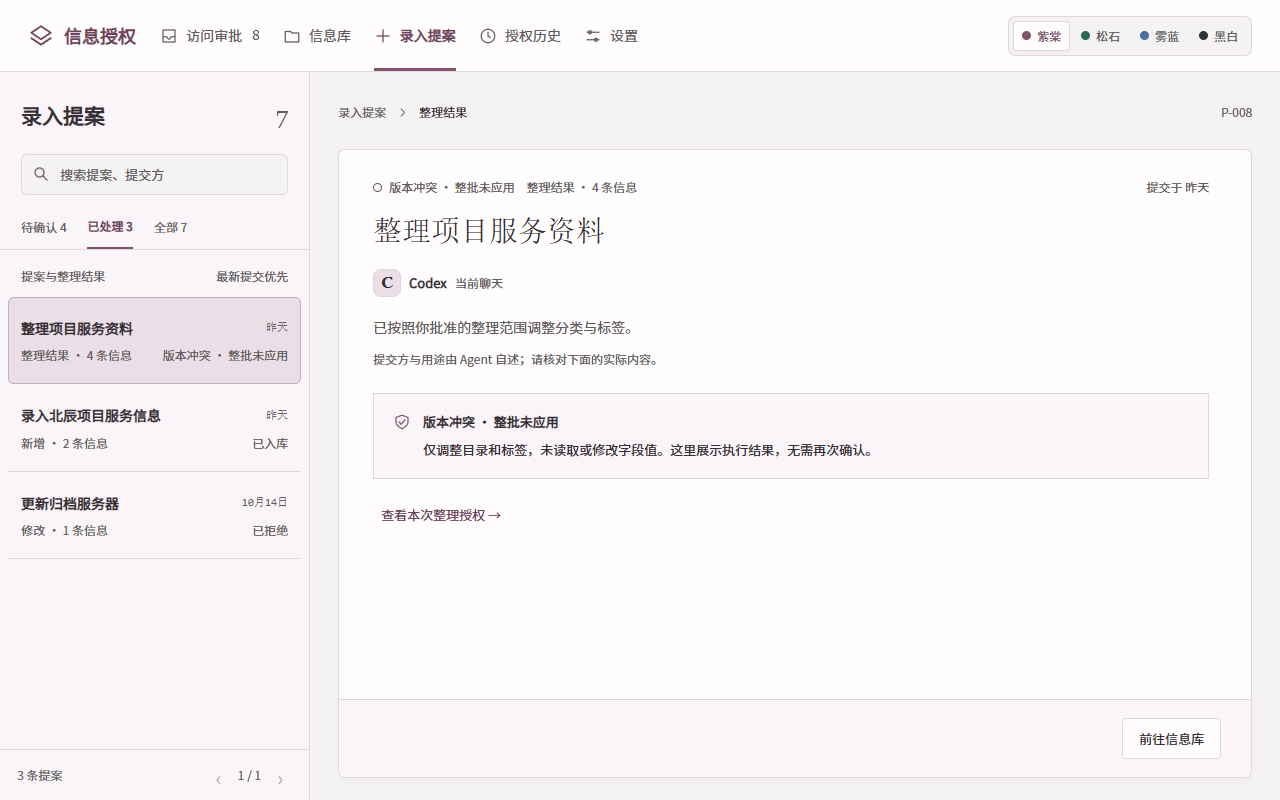 信息授权
访问审批 8
信息库
录入提案
授权历史
设置
紫棠
松石
雾蓝
黑白
录入提案
7
搜索提案、提交方
待确认 4
已处理 3
全部 7
提案与整理结果
最新提交优先
整理项目服务资料
昨天
整理结果 · 4 条信息
版本冲突 · 整批未应用
录入北辰项目服务信息
昨天
新增 · 2 条信息
已入库
更新归档服务器
10月14日
修改 · 1 条信息
已拒绝
3 条提案
‹ 1 / 1 ›
录入提案 > 整理结果
P-008
版本冲突 · 整批未应用 整理结果 · 4 条信息
提交于 昨天
整理项目服务资料
C Codex 当前聊天
已按照你批准的整理范围调整分类与标签。
提交方与用途由 Agent 自述；请核对下面的实际内容。
版本冲突 · 整批未应用
仅调整目录和标签，未读取或修改字段值。这里展示执行结果，无需再次确认。
查看本次整理授权 →
前往信息库